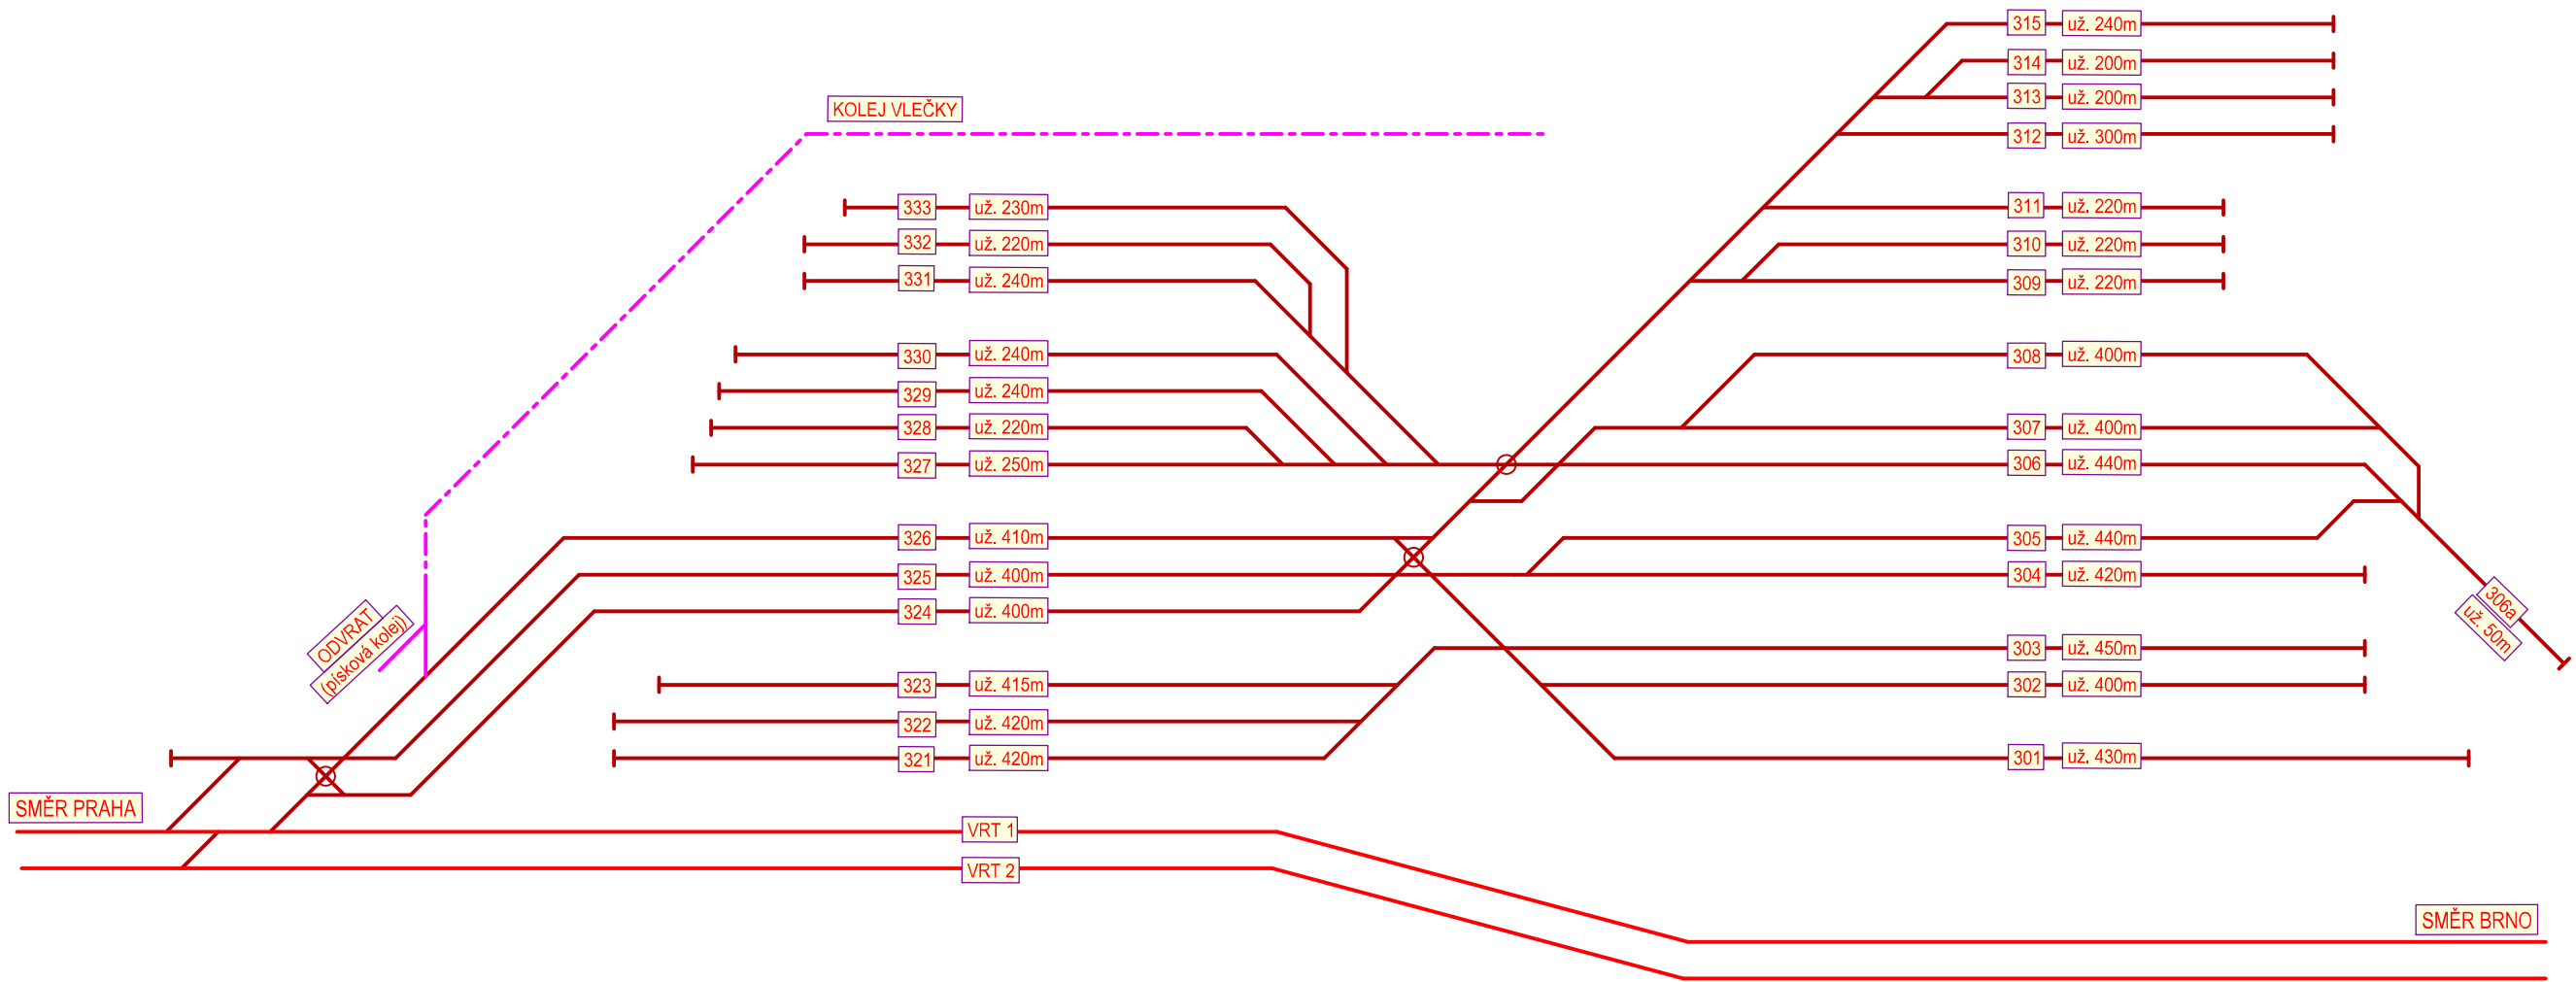 315 už. 240m
314 už. 200m
313 už. 200m
312 už. 300m
KOLEJ VLEČKY
333 už. 230m
311 už. 220m
332 už. 220m
310 už. 220m
331 už. 240m
309 už. 220m
330 už. 240m
308 už. 400m
329 už. 240m
328 už. 220m
307 už. 400m
327 už. 250m
306 už. 440m
326 už. 410m
305 už. 440m
325 už. 400m
304 už. 420m
324 už. 400m
306a
už. 50m
ODVRAT
(písková kolej)
303 už. 450m
323 už. 415m
302 už. 400m
322 už. 420m
321 už. 420m
301 už. 430m
SMĚR PRAHA
VRT 1
VRT 2
SMĚR BRNO